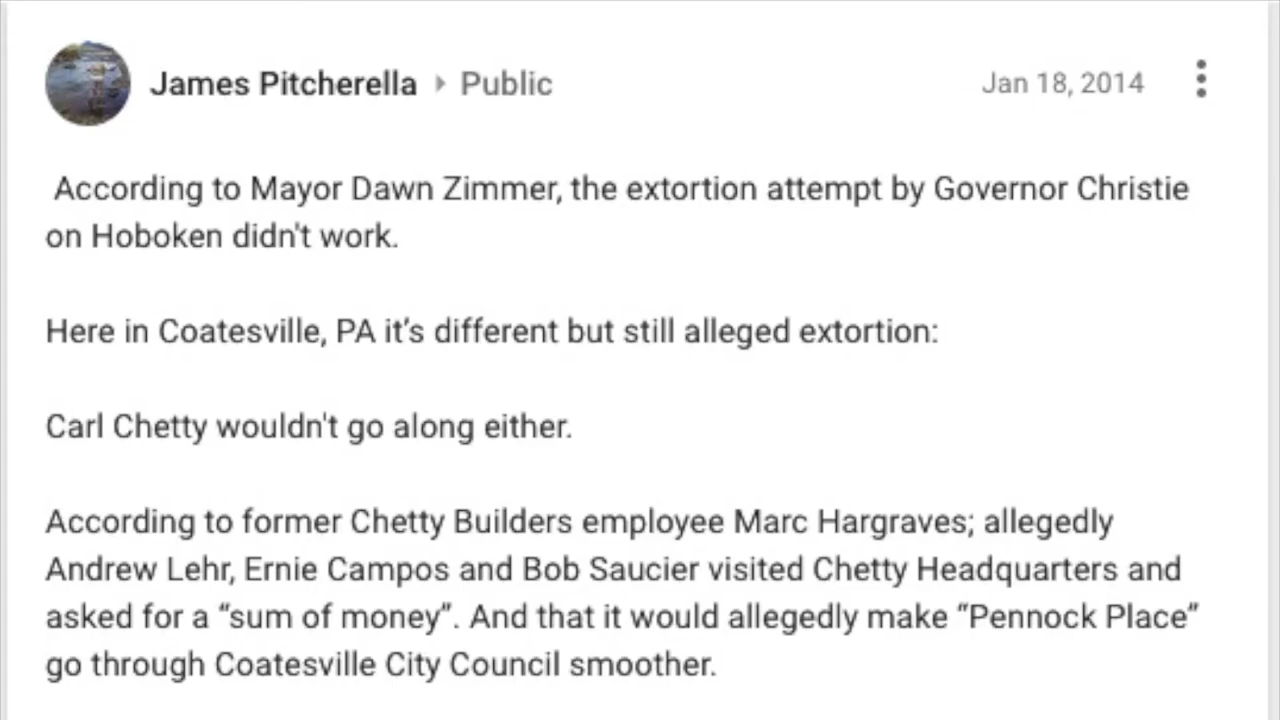 James Pitcherella ▸ Public Jan 18, 2014
According to Mayor Dawn Zimmer, the extortion attempt by Governor Christie
on Hoboken didn't work.
Here in Coatesville, PA it’s different but still alleged extortion:
Carl Chetty wouldn't go along either.
According to former Chetty Builders employee Marc Hargraves; allegedly
Andrew Lehr, Ernie Campos and Bob Saucier visited Chetty Headquarters and
asked for a “sum of money”. And that it would allegedly make “Pennock Place”
go through Coatesville City Council smoother.